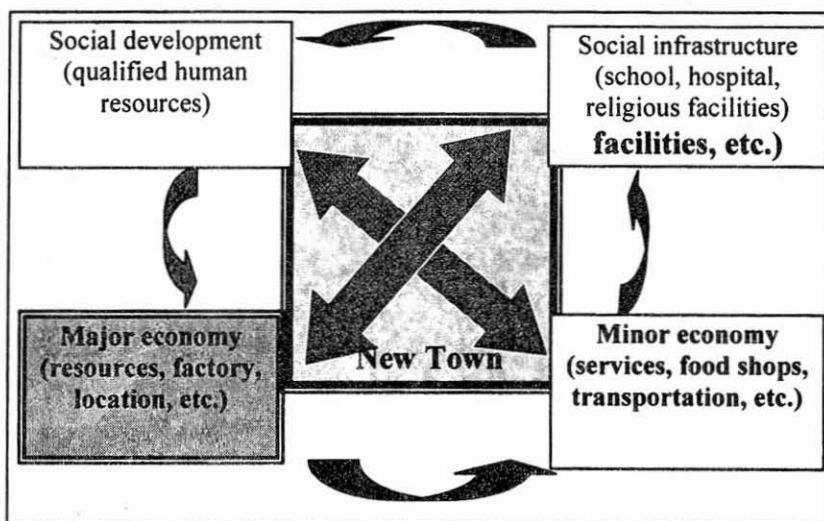 Social development
(qualified human
resources)
Social infrastructure
(school, hospital,
religious facilities)
facilities, etc.)
Major economy
(resources, factory,
location, etc.)
New Town
Minor economy
(services, food shops,
transportation, etc.)